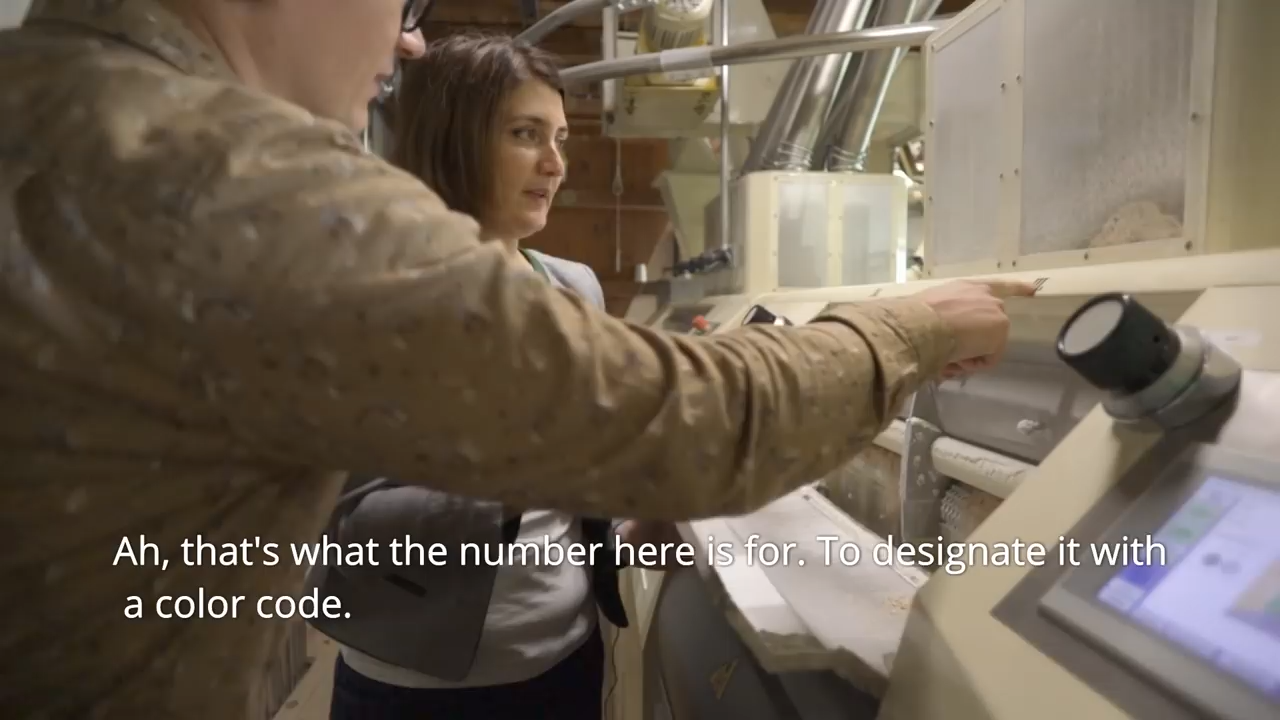 Ah, that's what the number here is for. To designate it with
a color code.